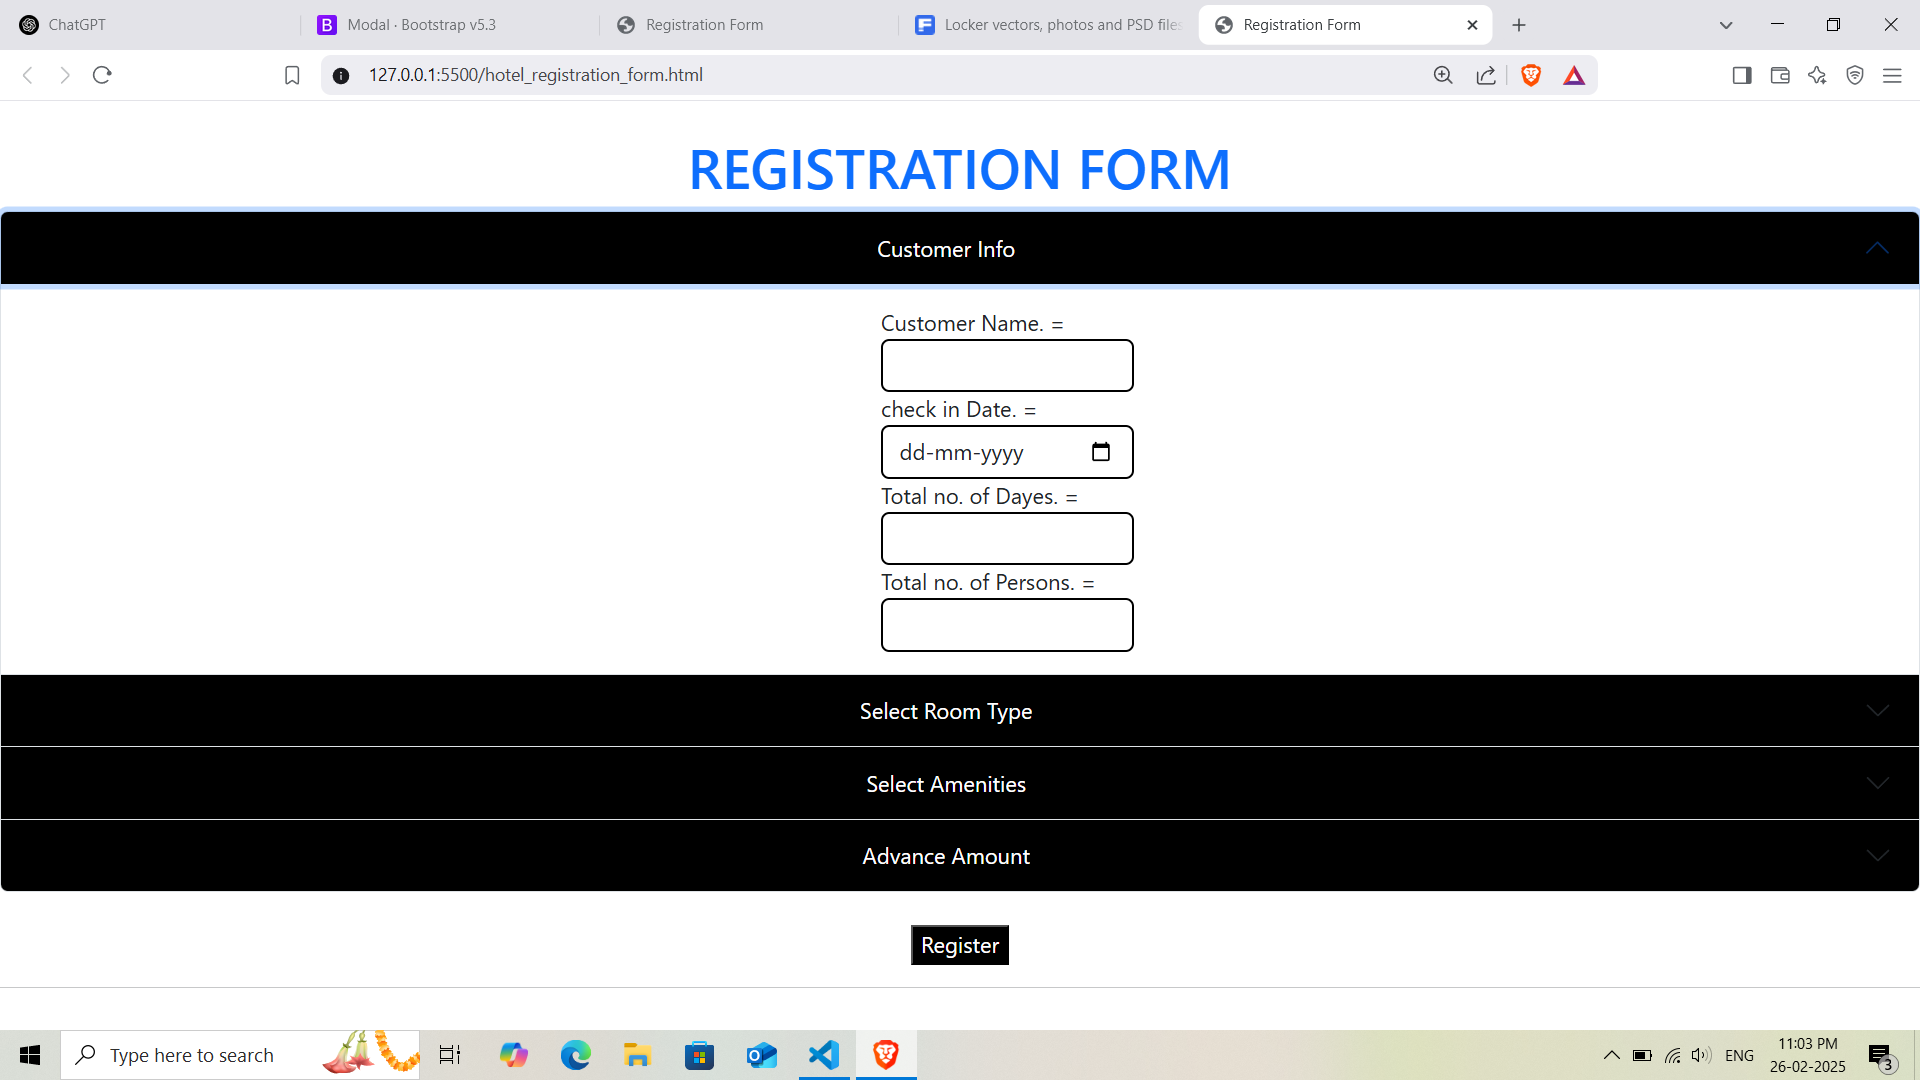 ChatGPT
Modal · Bootstrap v5.3
Registration Form
Locker vectors, photos and PSD files
Registration Form
127.0.0.1:5500/hotel_registration_form.html
REGISTRATION FORM
Customer Info
Customer Name. =
check in Date. =
dd-mm-yyyy
Total no. of Dayes. =
Total no. of Persons. =
Select Room Type
Select Amenities
Advance Amount
Register
Type here to search
ENG
11:03 PM
26-02-2025
3